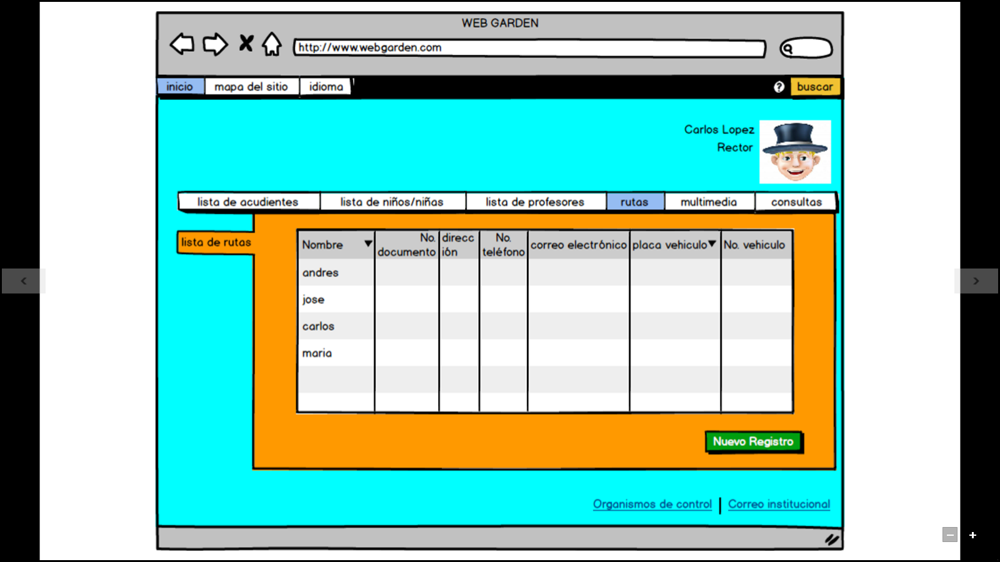 WEB GARDEN
http://www.webgarden.com
inicio mapa del sitio idioma ? buscar
Carlos Lopez
Rector
lista de acudientes lista de niños/niñas lista de profesores rutas multimedia consultas
lista de rutas
Nombre No. documento direcc ión No. teléfono correo electrónico placa vehiculo No. vehiculo
andres
jose
carlos
maria
Nuevo Registro
Organismos de control | Correo institucional